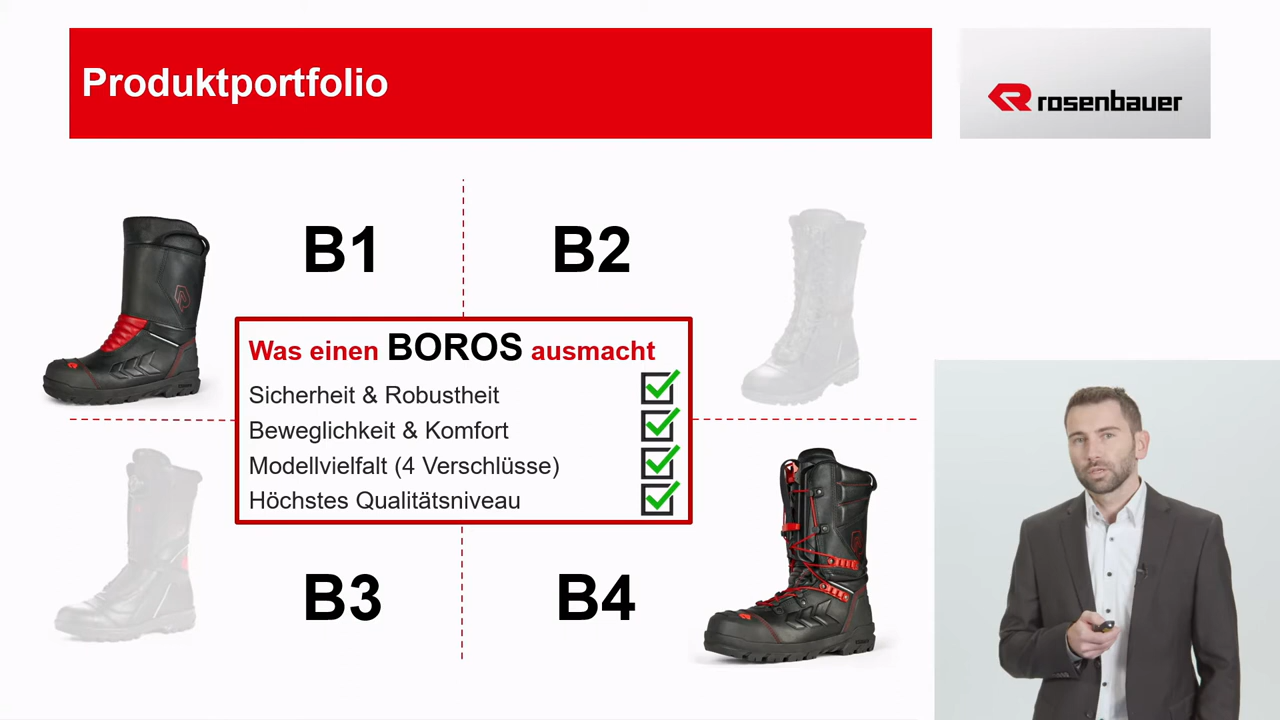 Produktportfolio
rosenbauer
B1
B2
Was einen BOROS ausmacht
Sicherheit & Robustheit
Beweglichkeit & Komfort
Modellvielfalt (4 Verschlüsse)
Höchstes Qualitätsniveau
B3
B4